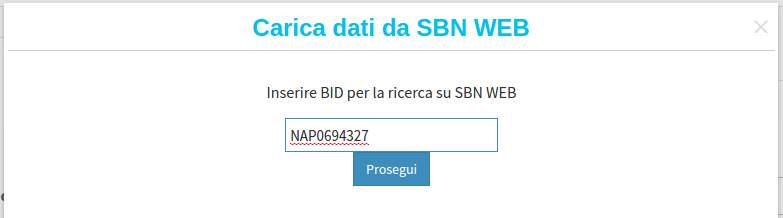 Carica dati da SBN WEB
Inserire BID per la ricerca su SBN WEB
NAP0694327
Prosegui